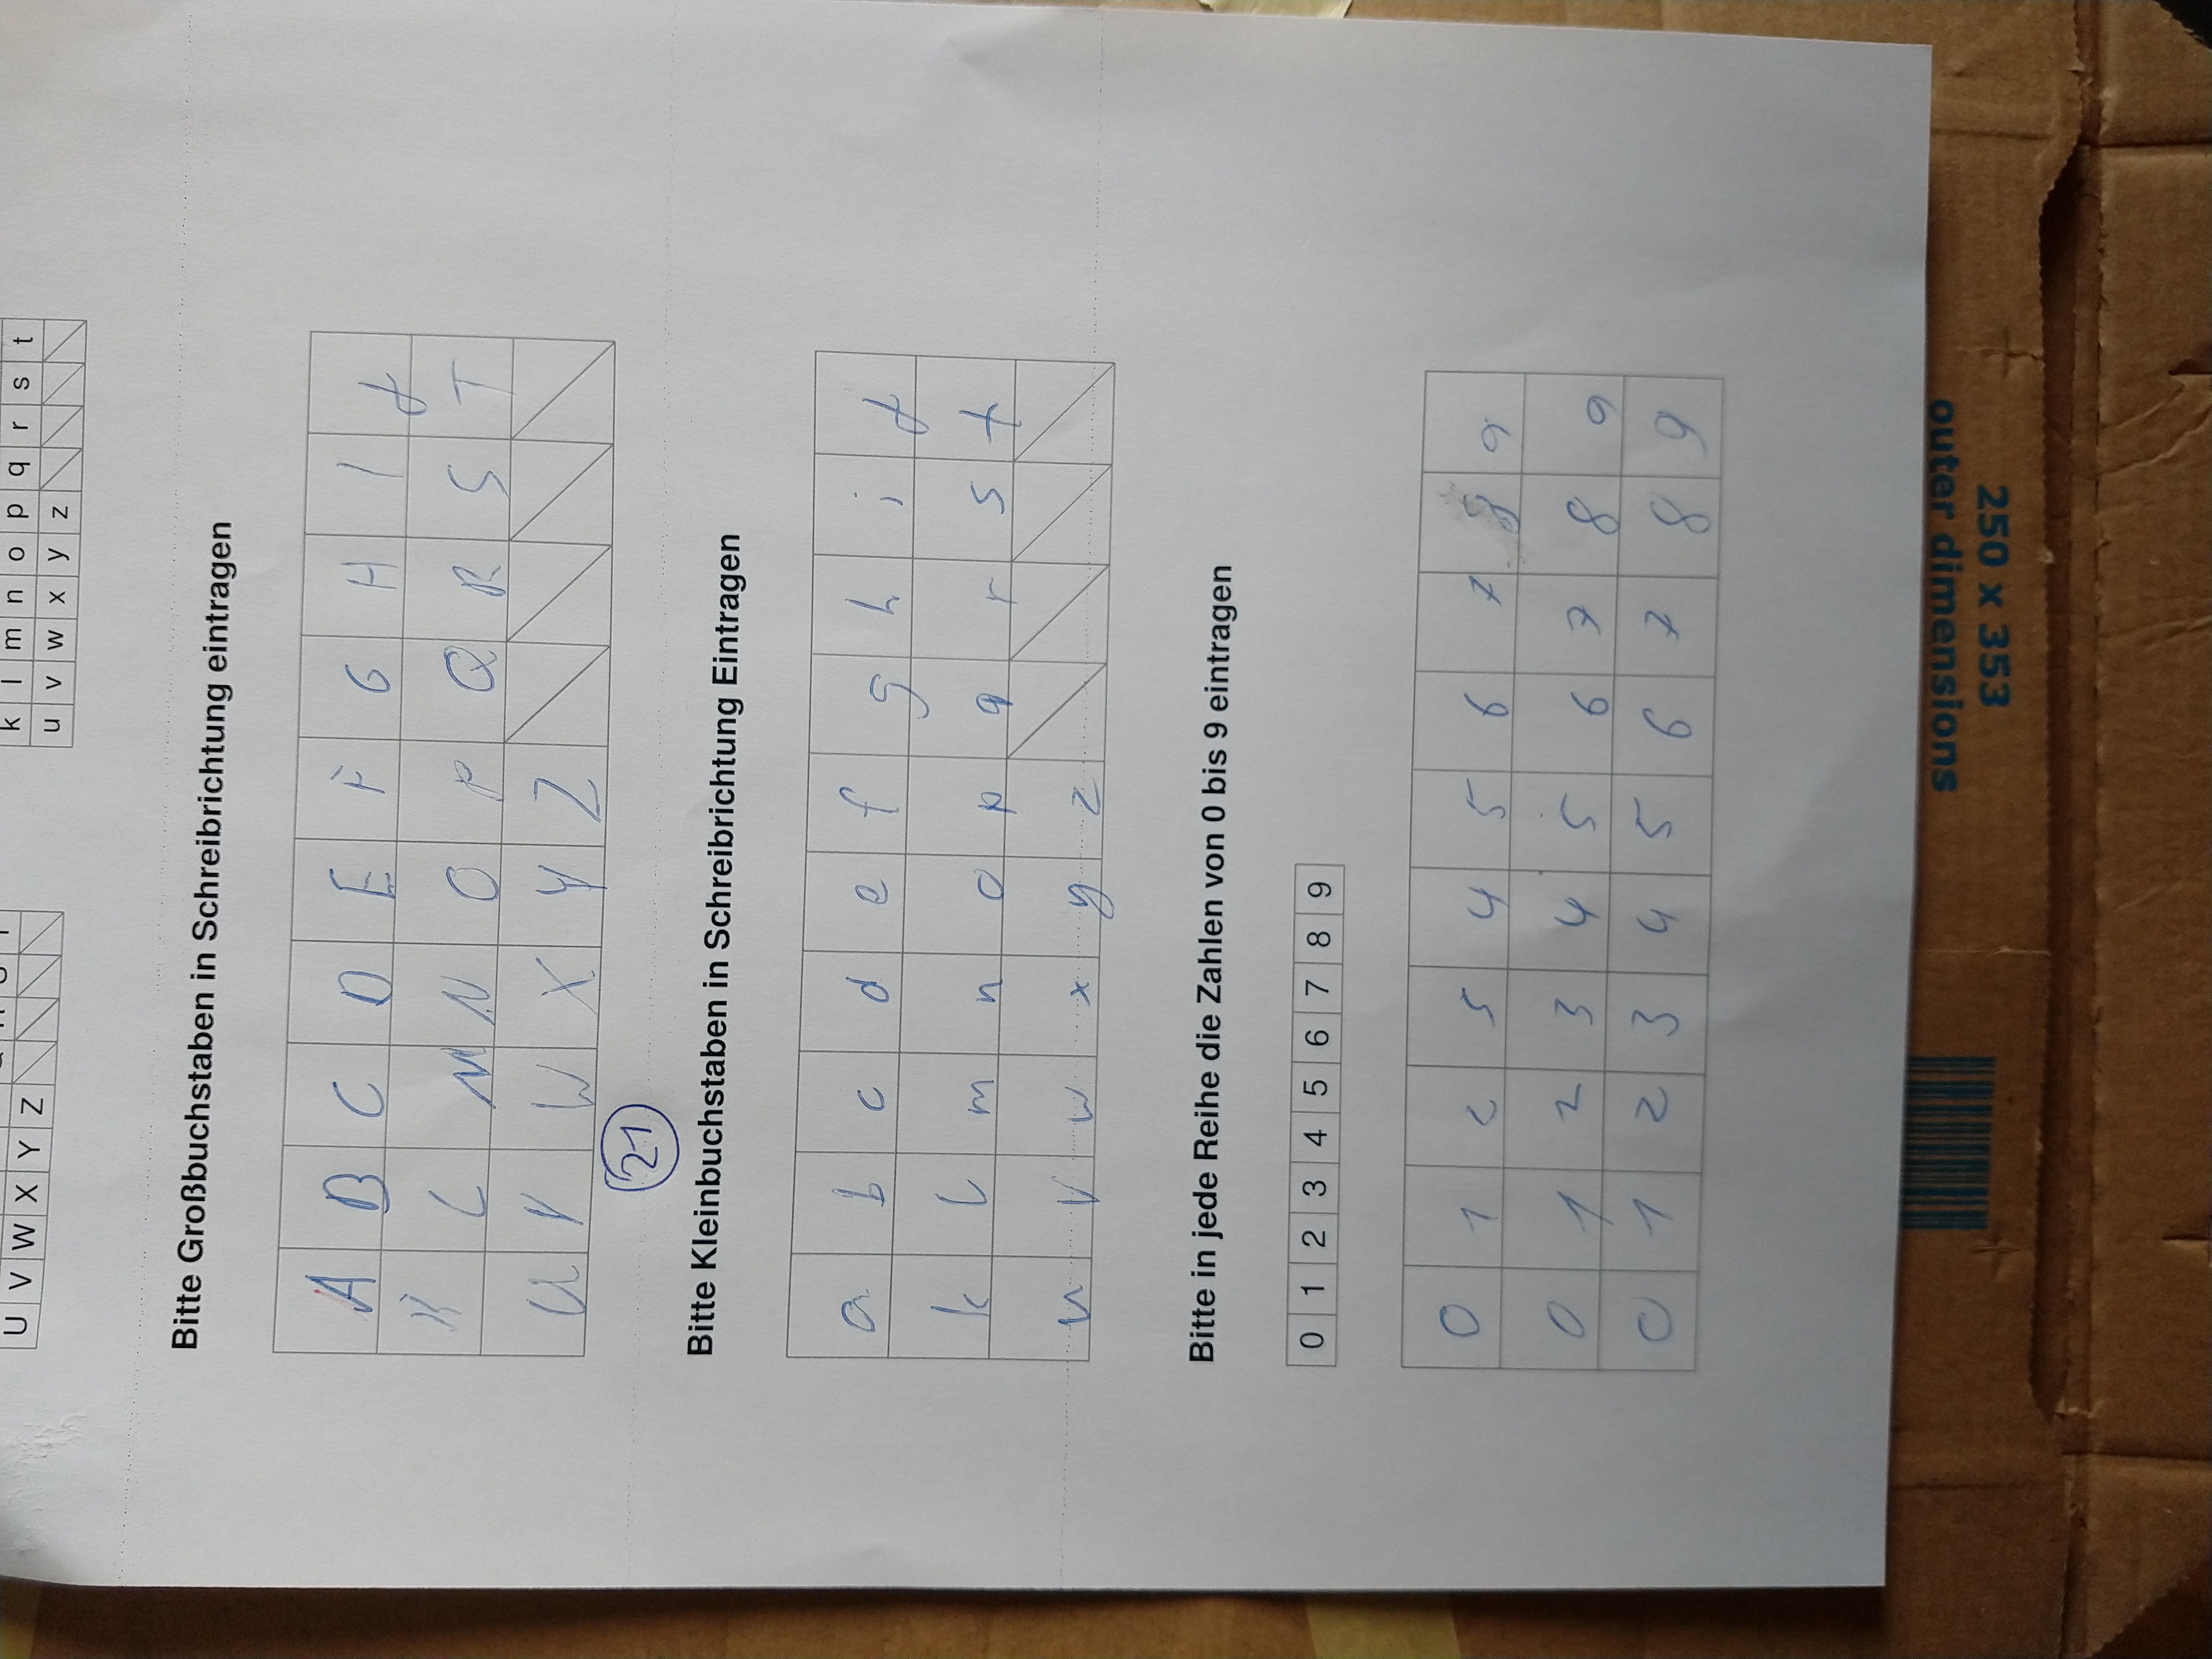 U V W X Y Z
k l m n o p q r s t
u v w x y z
Bitte Großbuchstaben in Schreibrichtung eintragen
A B C D E F G H I J
K L M N O P Q R S T
U V W X Y Z
21
Bitte Kleinbuchstaben in Schreibrichtung Eintragen
a b c d e f g h i j
k l m n o p q r s t
u v w x y z
Bitte in jede Reihe die Zahlen von 0 bis 9 eintragen
0 1 2 3 4 5 6 7 8 9
0 1 2 3 4 5 6 7 8 9
0 1 2 3 4 5 6 7 8 9
0 1 2 3 4 5 6 7 8 9
outer dimensions
250 x 353